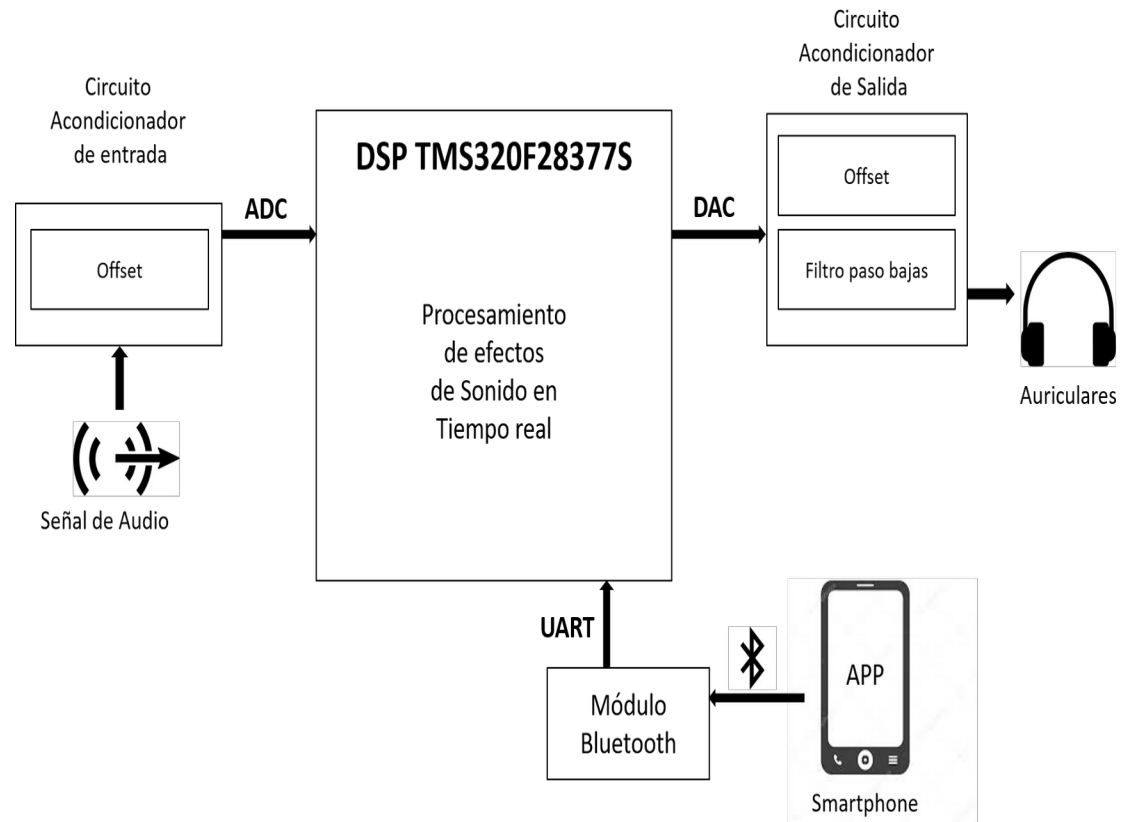 Circuito
Acondicionador
de entrada
Offset
ADC
Señal de Audio
DSP TMS320F28377S
Procesamiento
de efectos
de Sonido en
Tiempo real
DAC
Circuito
Acondicionador
de Salida
Offset
Filtro paso bajas
Auriculares
UART
Módulo
Bluetooth
APP
Smartphone